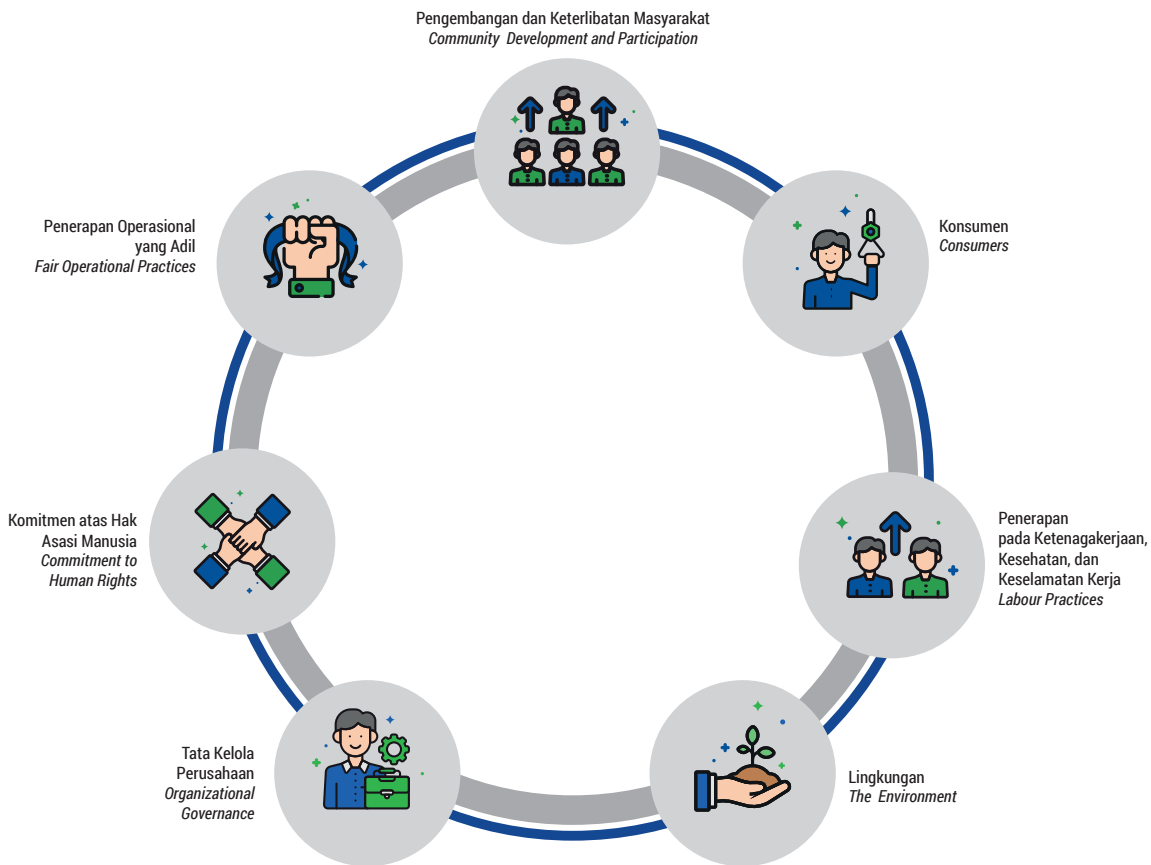 Pengembangan dan Keterlibatan Masyarakat
Community Development and Participation
Penerapan Operasional
yang Adil
Fair Operational Practices
Konsumen
Consumers
Komitmen atas Hak
Asasi Manusia
Commitment to
Human Rights
Penerapan
pada Ketenagakerjaan,
Kesehatan, dan
Keselamatan Kerja
Labour Practices
Tata Kelola
Perusahaan
Organizational
Governance
Lingkungan
The Environment